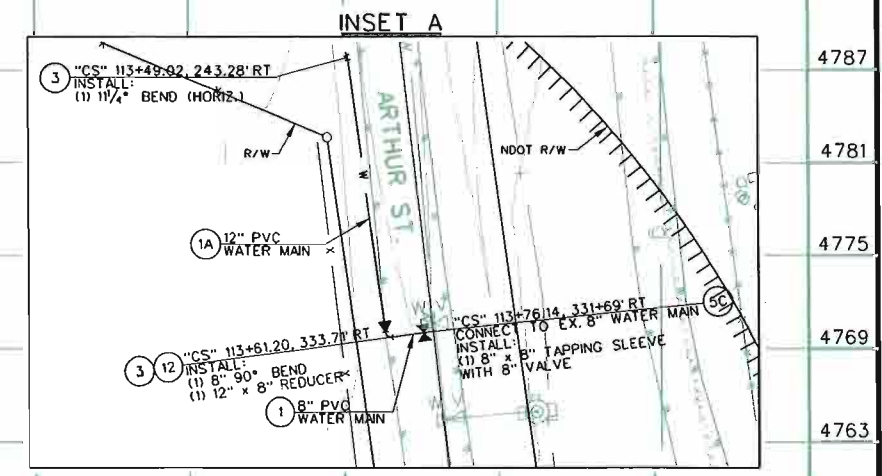 INSET A
3 "CS" 113+49.02, 243.28' RT
INSTALL:
(1) 11¼° BEND (HORIZ.)
R/W
ARTHUR ST.
W
NDOT R/W
1A 12" PVC
WATER MAIN
3 12 "CS" 113+61.20, 333.71' RT
INSTALL:
(1) 8" 90° BEND
(1) 12" x 8" REDUCER
"CS" 113+76.14, 331+69' RT 5C
CONNECT TO EX. 8" WATER MAIN
INSTALL:
(1) 8" x 8" TAPPING SLEEVE
WITH 8" VALVE
1 8" PVC
WATER MAIN
4787
4781
4775
4769
4763